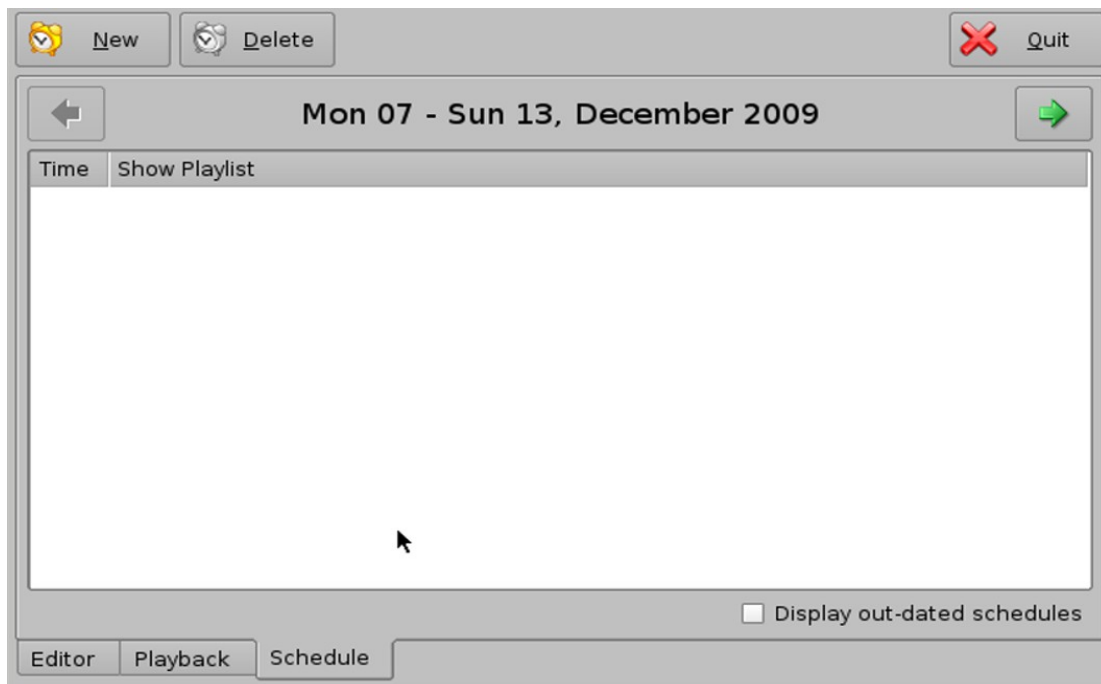 New Delete Quit
Mon 07 - Sun 13, December 2009
Time Show Playlist
Display out-dated schedules
Editor Playback Schedule